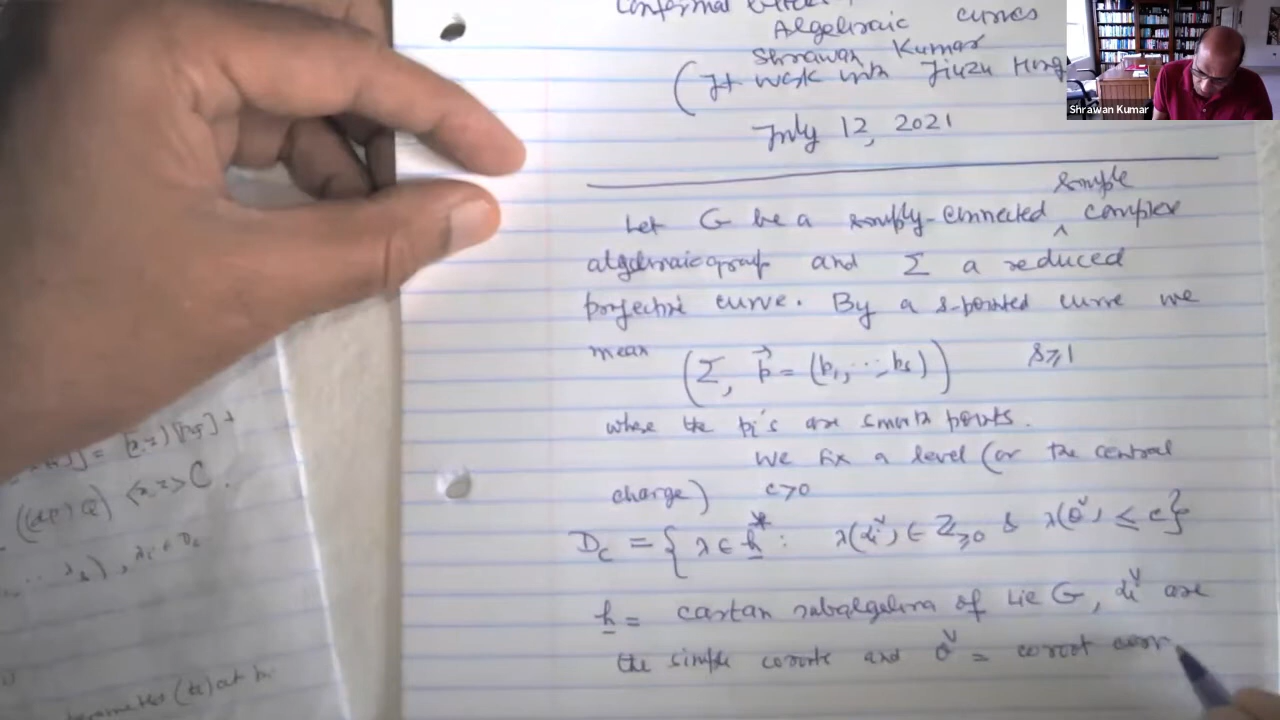 Conformal
Algebraic curves
Shrawan Kumar
(Jt work with Jiuzu Hong
July 12, 2021
Let G be a simply-connected simple complex
algebraic group and Σ a reduced
projective curve. By a s-pointed curve we
mean (Σ, p⃗ = (p₁, ..., pₛ)) s≥1
where the pᵢ's are smooth points.
We fix a level (or the central
charge) c>0
D_c = { λ ∈ h* : λ(αᵢ^∨) ∈ Z≥0 & λ(θ^∨) ≤ c}
h = cartan subalgebra of Lie G, αᵢ^∨ are
the simple coroots and θ^∨ = coroot corr
Shrawan Kumar